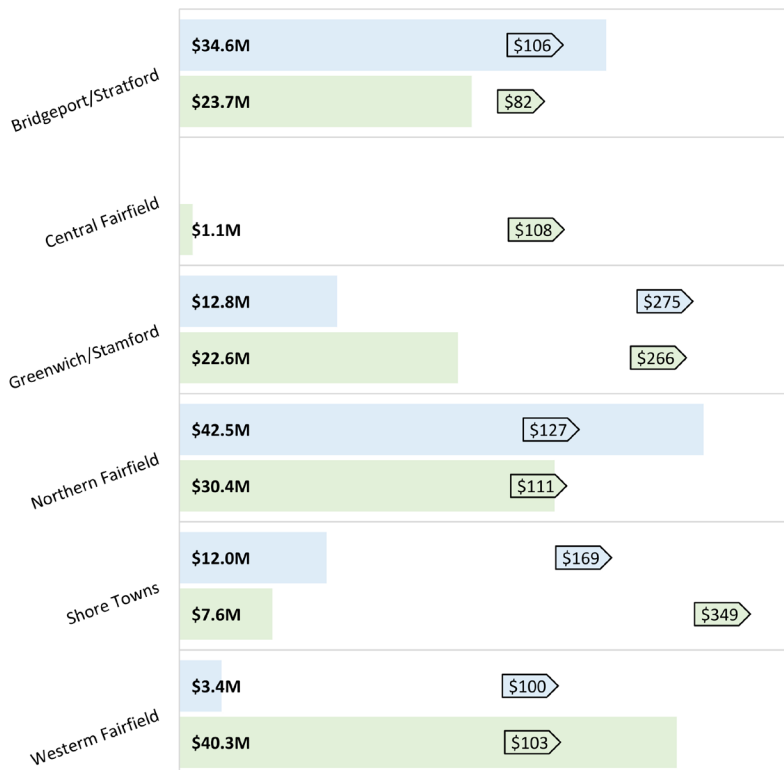 $34.6M $106
Bridgeport/Stratford
$23.7M $82
Central Fairfield
$1.1M $108
$12.8M $275
Greenwich/Stamford
$22.6M $266
$42.5M $127
Northern Fairfield
$30.4M $111
$12.0M $169
Shore Towns
$7.6M $349
$3.4M $100
Westerm Fairfield
$40.3M $103